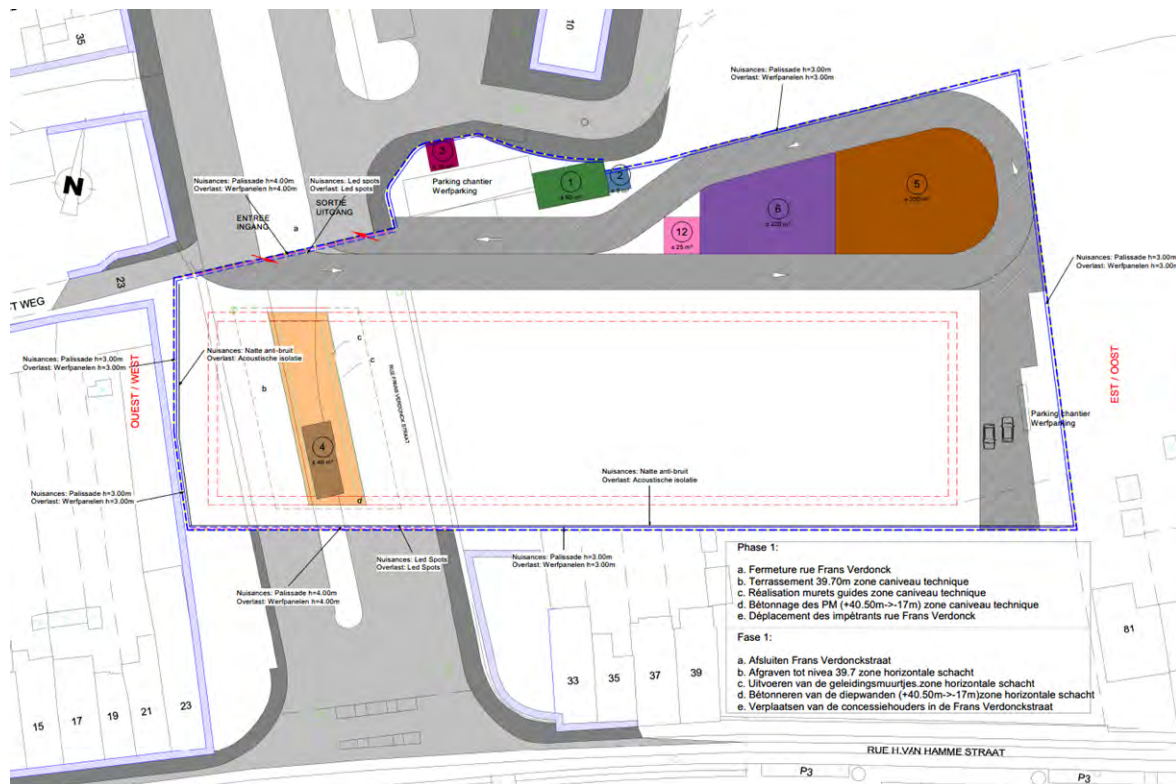 35
10
Nuisances: Palissade h=3.00m
Overlast: Werfpanelen h=3.00m
N
Nuisances: Palissade h=4.00m
Overlast: Werfpanelen h=4.00m
Nuisances: Led spots
Overlast: Led spots
ENTREE
INGANG
SORTIE
UITGANG
a
3
Parking chantier
Werfparking
1
2
12
± 25 m²
6
5
Nuisances: Palissade h=3.00m
Overlast: Werfpanelen h=3.00m
23
T WEG
Nuisances: Palissade h=3.00m
Overlast: Werfpanelen h=3.00m
OUEST / WEST
Nuisances: Natte anti-bruit
Overlast: Acoustische isolatie
b
c
RUE FRANS VERDONCK STRAAT
4
d
EST / OOST
Parking chantier
Werfparking
Nuisances: Natte anti-bruit
Overlast: Acoustische isolatie
Nuisances: Palissade h=3.00m
Overlast: Werfpanelen h=3.00m
Nuisances: Led Spots
Overlast: Led Spots
Nuisances: Palissade h=3.00m
Overlast: Werfpanelen h=3.00m
Nuisances: Palissade h=4.00m
Overlast: Werfpanelen h=4.00m
Phase 1:
a. Fermeture rue Frans Verdonck
b. Terrassement 39.70m zone caniveau technique
c. Réalisation murets guides zone caniveau technique
d. Bétonnage des PM (+40.50m->-17m) zone caniveau technique
e. Déplacement des impétrants rue Frans Verdonck
Fase 1:
a. Afsluiten Frans Verdonckstraat
b. Afgraven tot nivea 39.7 zone horizontale schacht
c. Uitvoeren van de geleidingsmuurtjes.zone horizontale schacht
d. Bétonneren van de diepwanden (+40.50m->-17m)zone horizontale schacht
e. Verplaatsen van de concessiehouders in de Frans Verdonckstraat
15
17
19
21
23
33
35
37
39
81
RUE H.VAN HAMME STRAAT
P3
P3